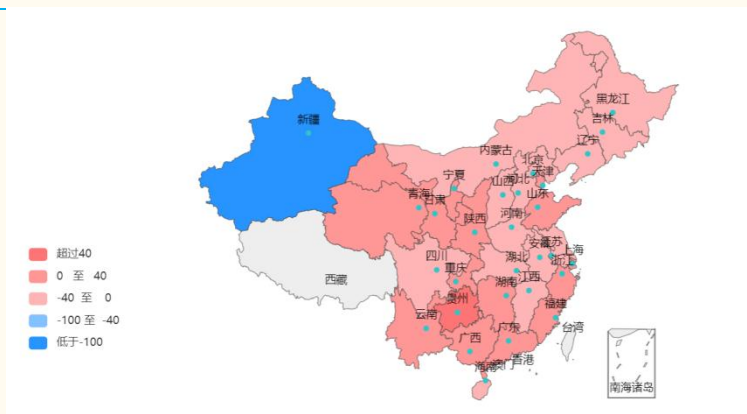 黑龙江
吉林
辽宁
新疆
内蒙古
北京
天津
宁夏
山西
河北
青海
甘肃
山东
陕西
河南
江苏
安徽
上海
四川
湖北
浙江
重庆
江西
西藏
湖南
贵州
福建
云南
台湾
广东
广西
香港
澳门
海南
南海诸岛
超过40
0 至 40
-40 至 0
-100 至 -40
低于-100